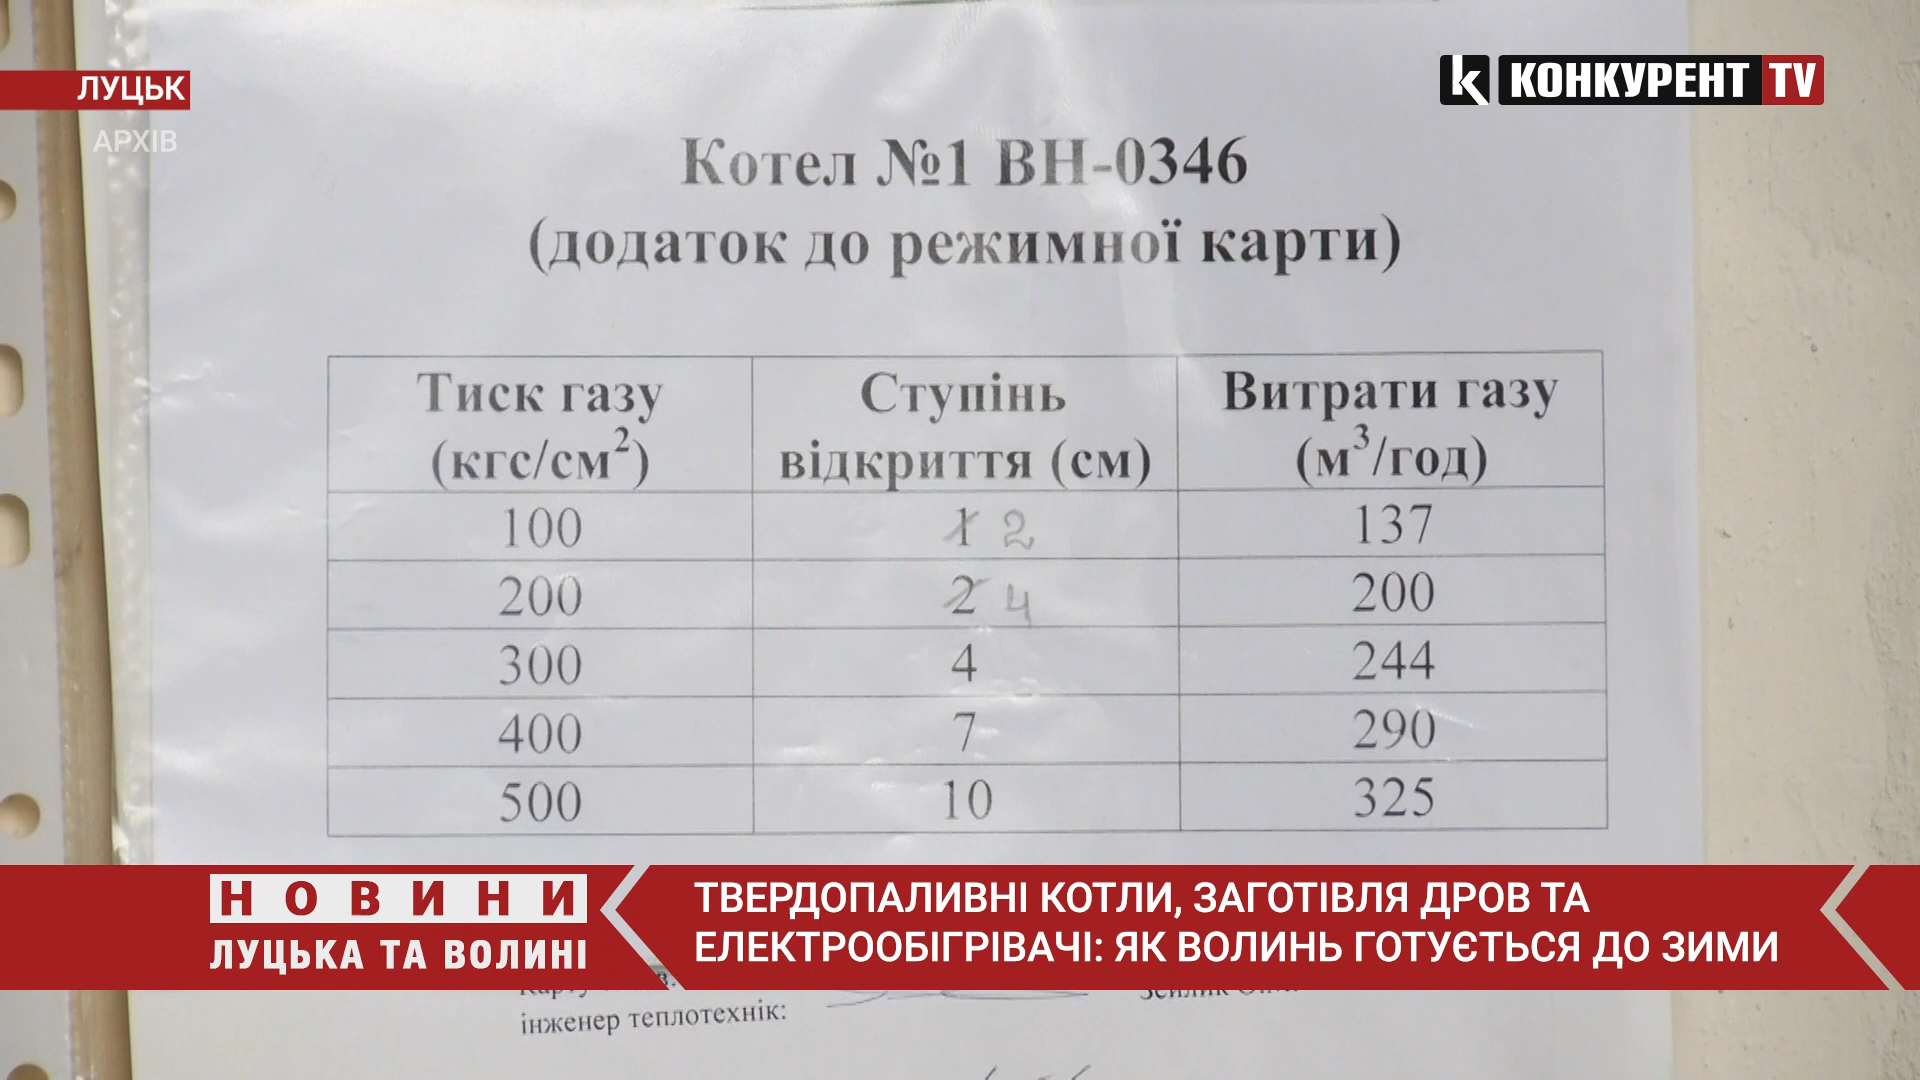 ЛУЦЬК
АРХІВ
КОНКУРЕНТ TV
Котел №1 ВН-0346
(додаток до режимної карти)
Тиск газу (кгс/см²) Ступінь відкриття (см) Витрати газу (м³/год)
100 1 2 137
200 2 4 200
300 4 244
400 7 290
500 10 325
НОВИНИ
ЛУЦЬКА ТА ВОЛИНІ
ТВЕРДОПАЛИВНІ КОТЛИ, ЗАГОТІВЛЯ ДРОВ ТА
ЕЛЕКТРООБІГРІВАЧІ: ЯК ВОЛИНЬ ГОТУЄТЬСЯ ДО ЗИМИ
інженер теплотехнік: